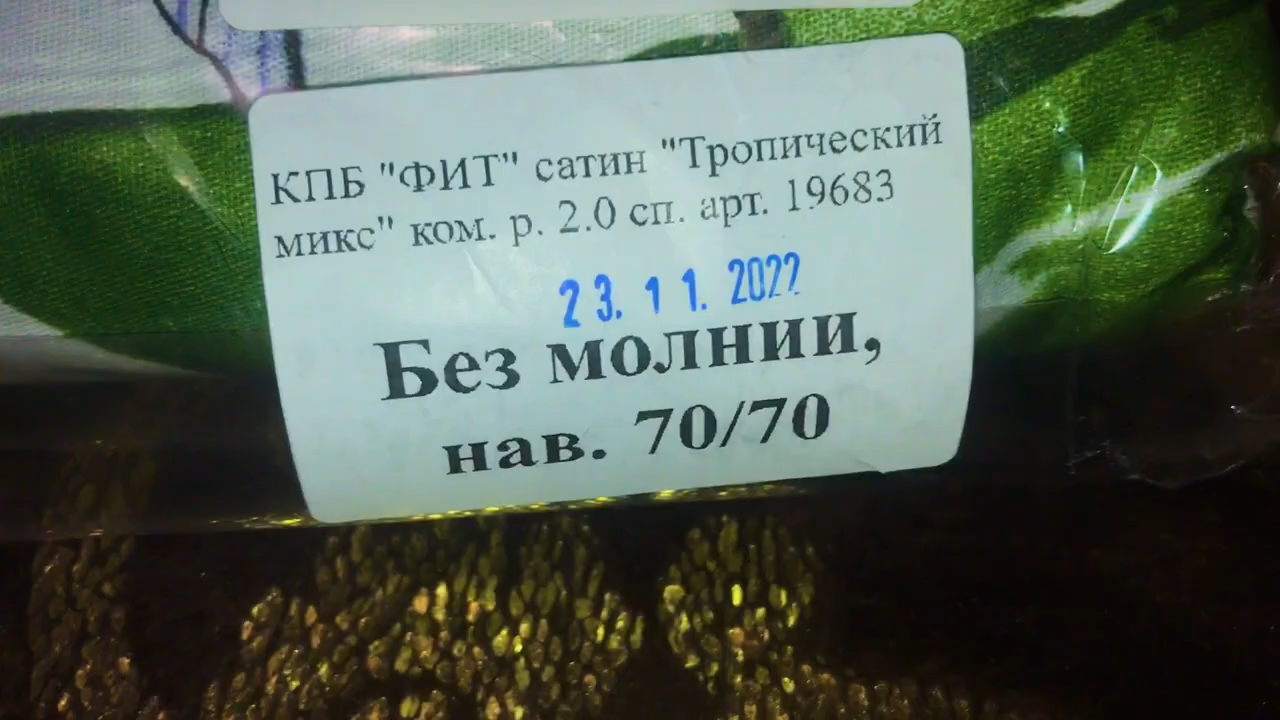 КПБ "ФИТ" сатин "Тропический
микс" ком. р. 2.0 сп. арт. 19683
23. 11. 2022
Без молнии,
нав. 70/70